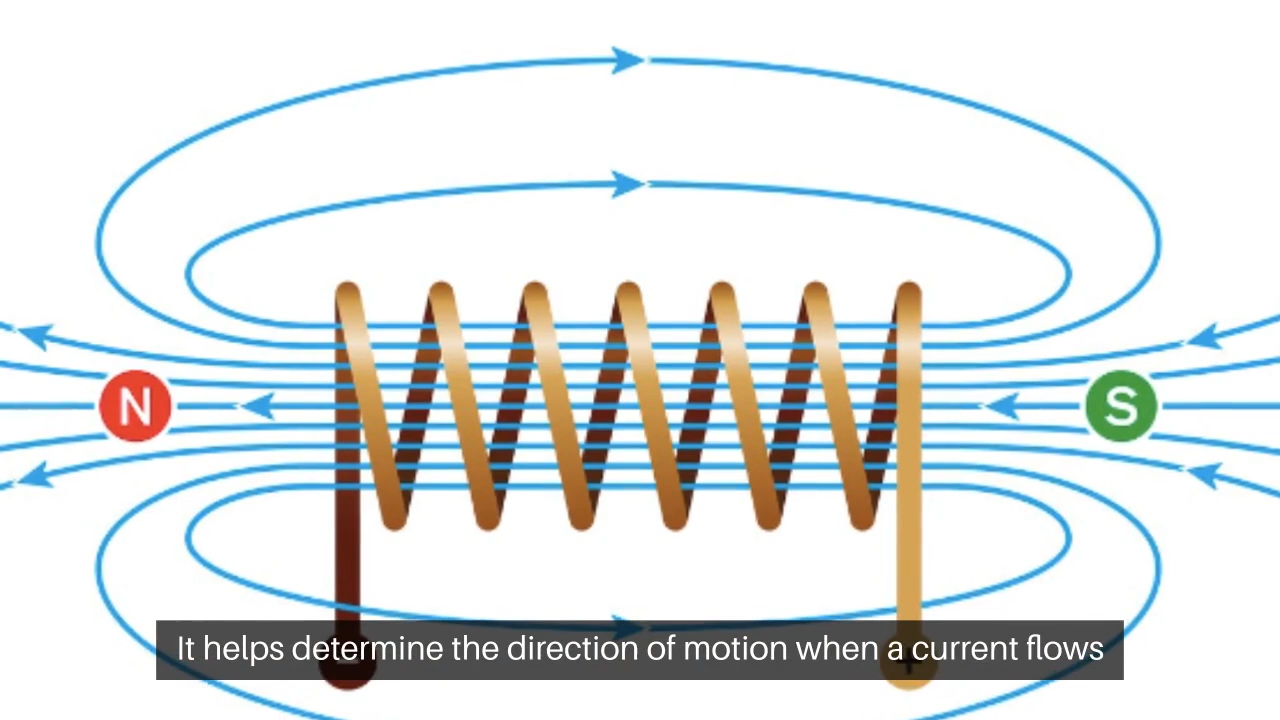 N
S
It helps determine the direction of motion when a current flows
+